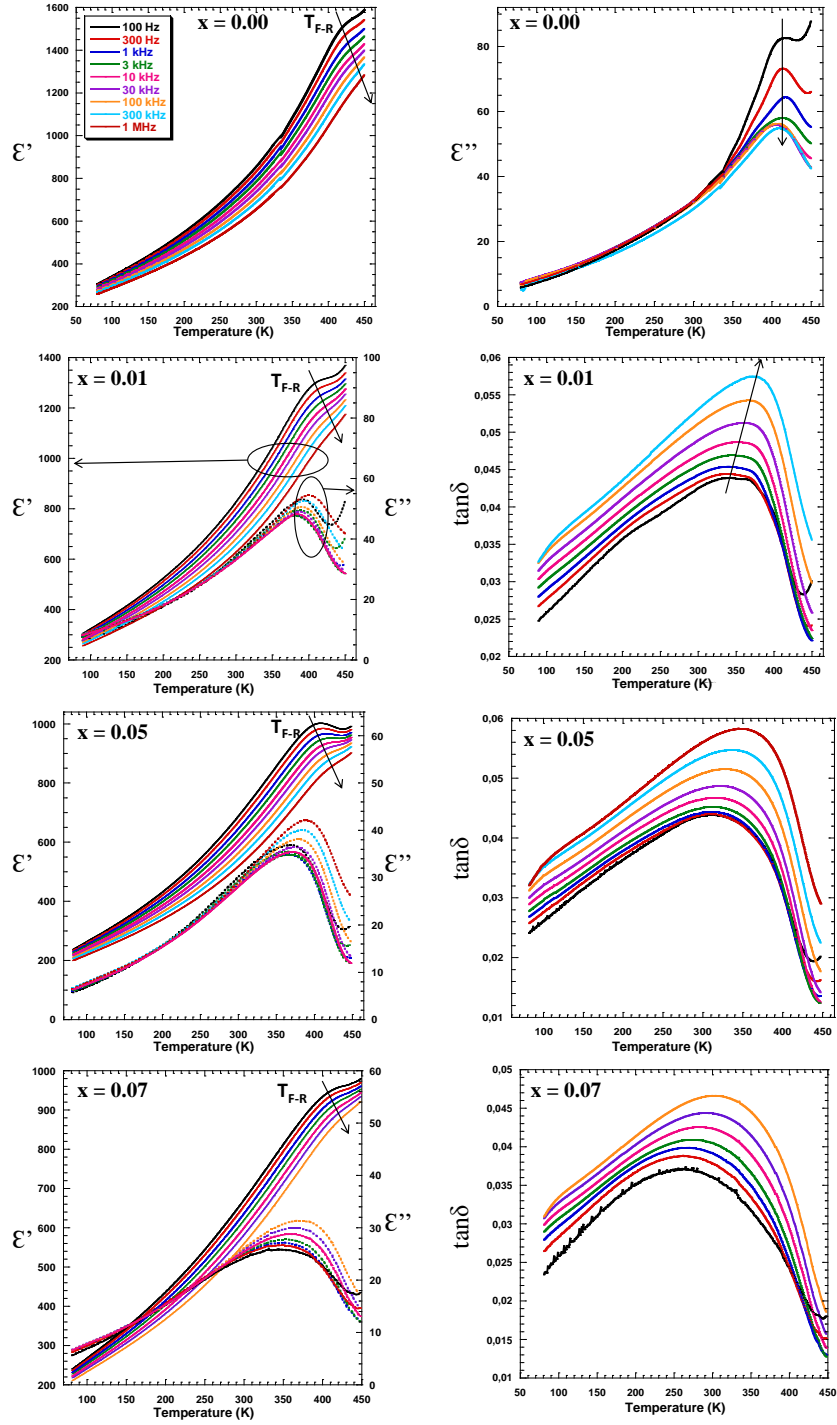 x = 0.00
T_F-R
100 Hz
300 Hz
1 kHz
3 kHz
10 kHz
30 kHz
100 kHz
300 kHz
1 MHz
1600
1400
1200
1000
800
600
400
200
ε'
50 100 150 200 250 300 350 400 450
Temperature (K)
x = 0.00
80
60
40
20
0
ε''
50 100 150 200 250 300 350 400 450
Temperature (K)
x = 0.01
T_F-R
1400
1200
1000
800
600
400
200
ε'
100
80
60
40
20
0
ε''
100 150 200 250 300 350 400 450
Temperature (K)
x = 0.01
0,06
0,055
0,05
0,045
0,04
0,035
0,03
0,025
0,02
tanδ
50 100 150 200 250 300 350 400 450
Temperature (K)
x = 0.05
T_F-R
1000
800
600
400
200
0
ε'
60
50
40
30
20
10
0
ε''
100 150 200 250 300 350 400 450
Temperature (K)
x = 0.05
0,06
0,05
0,04
0,03
0,02
0,01
tanδ
50 100 150 200 250 300 350 400 450
Temperature (K)
x = 0.07
T_F-R
1000
900
800
700
600
500
400
300
200
ε'
60
50
40
30
20
10
0
ε''
100 150 200 250 300 350 400 450
Temperature (K)
x = 0.07
0,05
0,045
0,04
0,035
0,03
0,025
0,02
0,015
0,01
tanδ
50 100 150 200 250 300 350 400 450
Temperature (K)